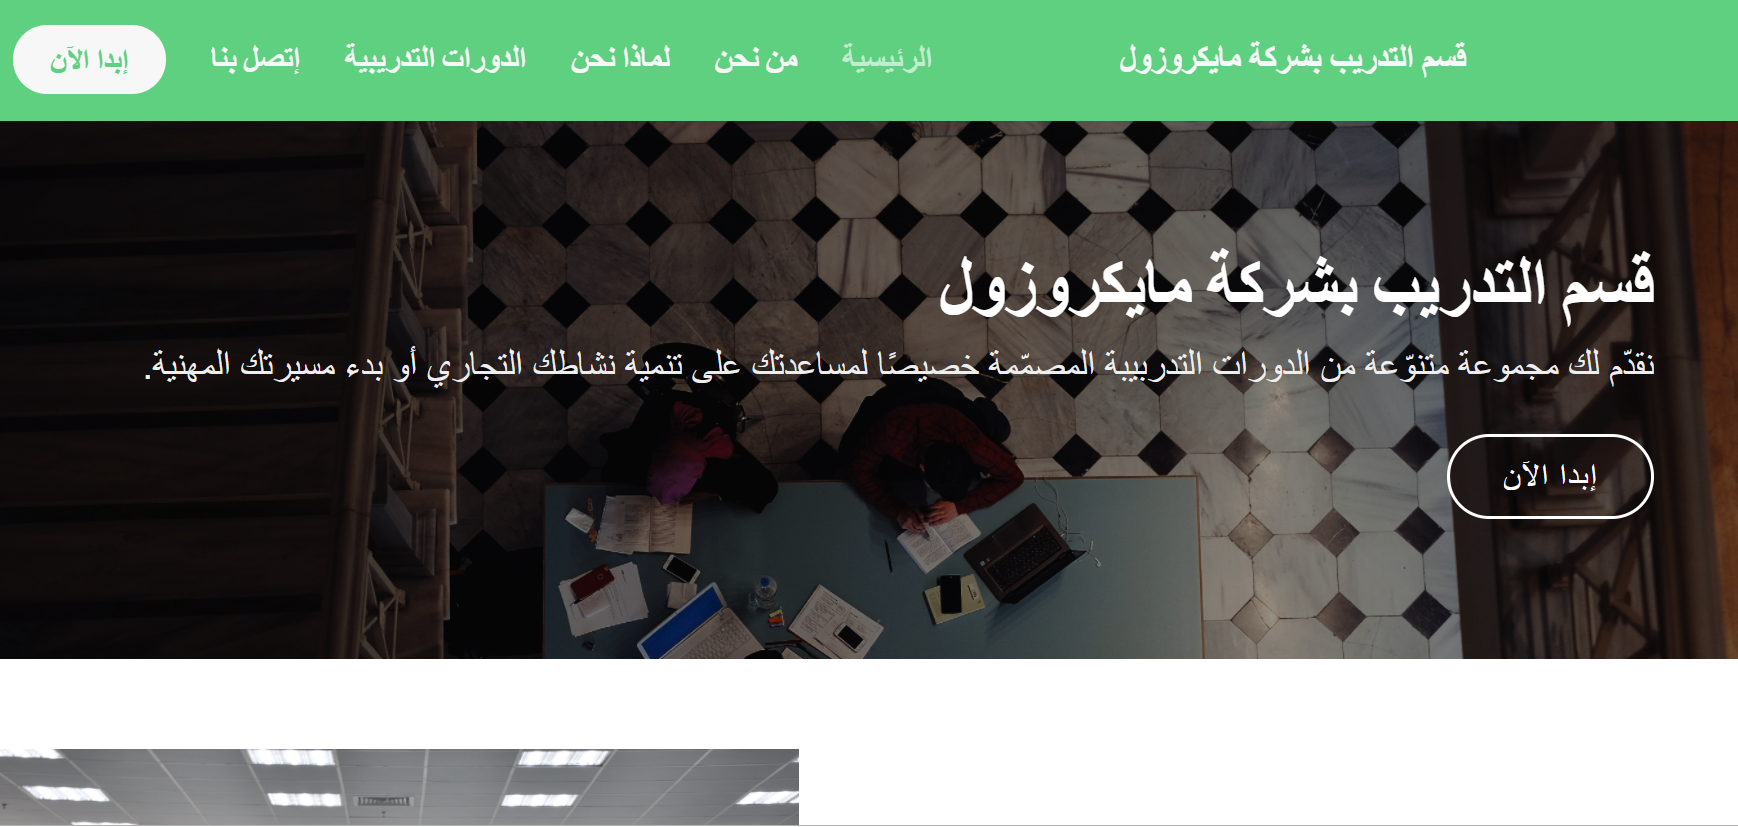 قسم التدريب بشركة مايكروزول
الرئيسية
من نحن
لماذا نحن
الدورات التدريبية
إتصل بنا
إبدا الآن
قسم التدريب بشركة مايكروزول
نقدّم لك مجموعة متنوّعة من الدورات التدريبية المصمّمة خصيصًا لمساعدتك على تنمية نشاطك التجاري أو بدء مسيرتك المهنية.
إبدا الآن